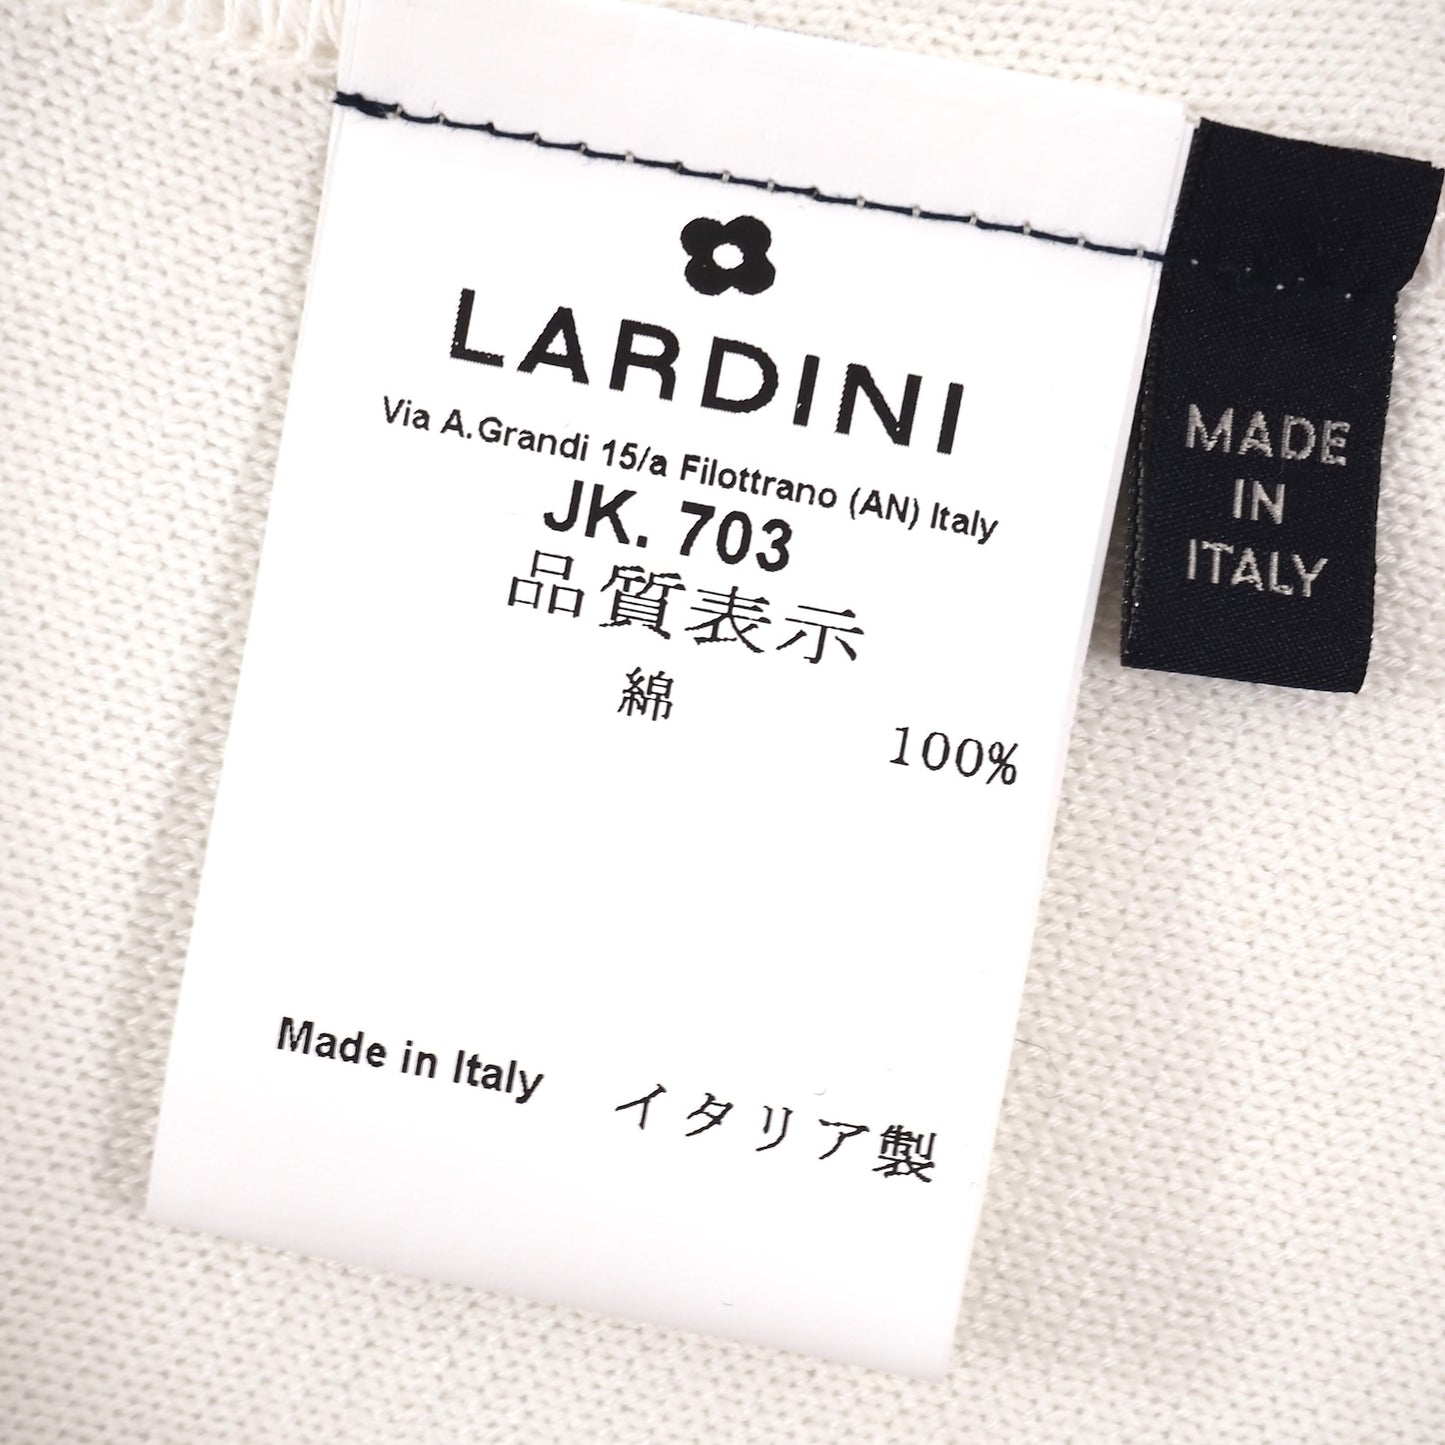 LARDINI
Via A.Grandi 15/a Filottrano (AN) Italy
JK. 703
品質表示
綿 100%
Made in Italy イタリア製
MADE
IN
ITALY